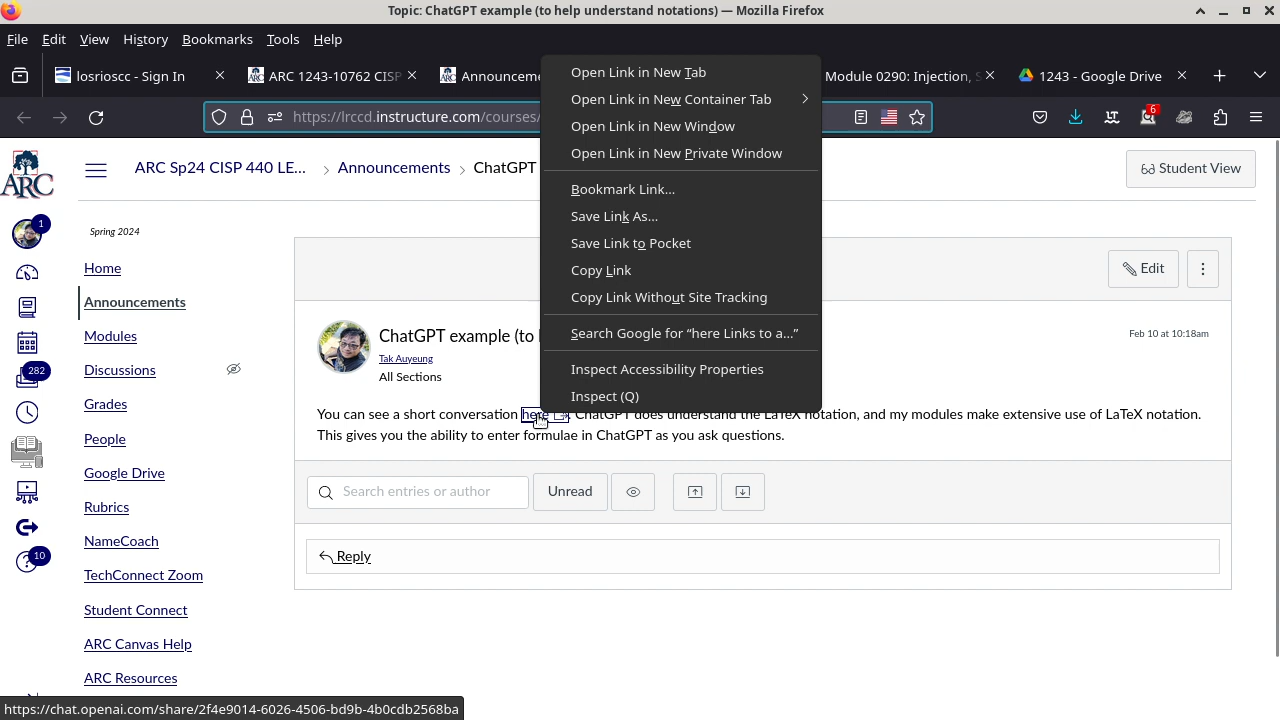 Topic: ChatGPT example (to help understand notations) — Mozilla Firefox
File Edit View History Bookmarks Tools Help
losrioscc - Sign In
ARC 1243-10762 CISP
Announceme
Module 0290: Injection, S
1243 - Google Drive
https://lrccd.instructure.com/courses/
6
ARC
ARC Sp24 CISP 440 LE... > Announcements > ChatGPT
Student View
1
282
10
Spring 2024
Home
Announcements
Modules
Discussions
Grades
People
Google Drive
Rubrics
NameCoach
TechConnect Zoom
Student Connect
ARC Canvas Help
ARC Resources
Edit
ChatGPT example (to
Feb 10 at 10:18am
Tak Auyeung
All Sections
You can see a short conversation here . ChatGPT does understand the LaTeX notation, and my modules make extensive use of LaTeX notation.
This gives you the ability to enter formulae in ChatGPT as you ask questions.
Search entries or author
Unread
Reply
Open Link in New Tab
Open Link in New Container Tab
Open Link in New Window
Open Link in New Private Window
Bookmark Link...
Save Link As...
Save Link to Pocket
Copy Link
Copy Link Without Site Tracking
Search Google for “here Links to a...”
Inspect Accessibility Properties
Inspect (Q)
https://chat.openai.com/share/2f4e9014-6026-4506-bd9b-4b0cdb2568ba